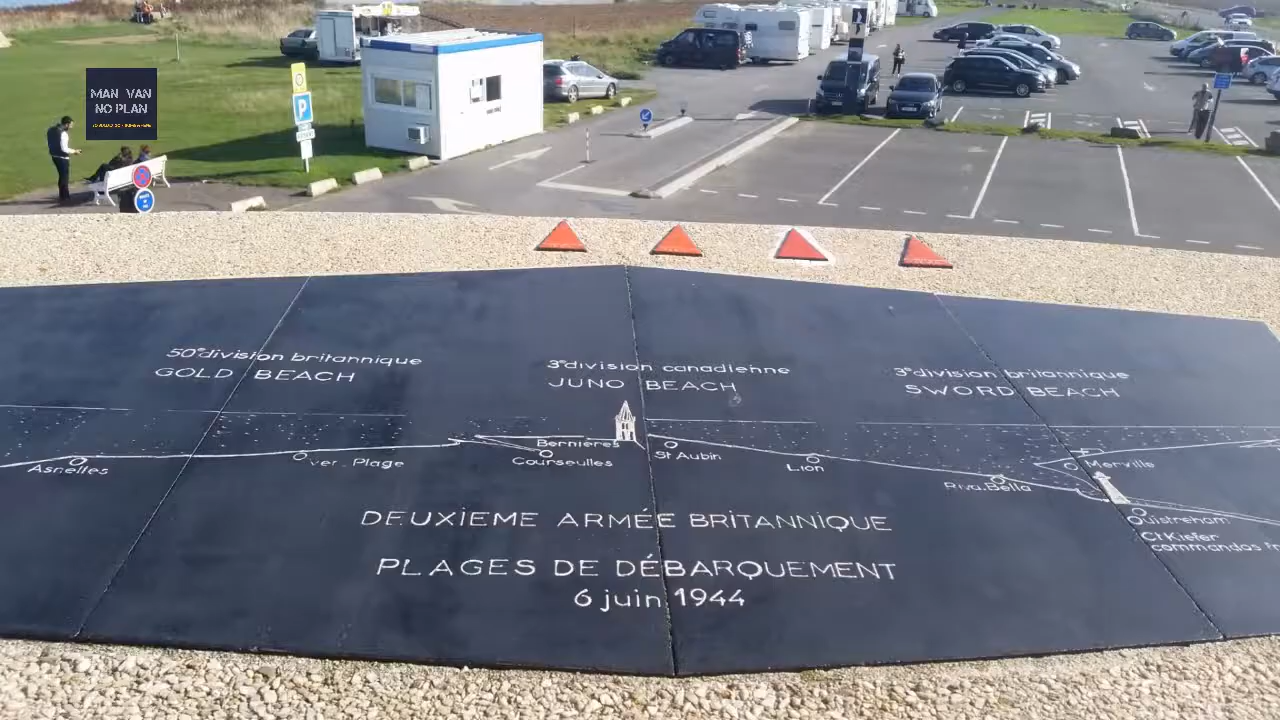 MAN VAN
NO PLAN
P
50e division britannique
GOLD BEACH
3e division canadienne
JUNO BEACH
3e division britannique
SWORD BEACH
Asnelles
Ver. Plage
Bernières
Courseulles
St Aubin
Lion
Riva.Bella
Merville
Ouistreham
Ct Kiefer
commandos
DEUXIEME ARMÉE BRITANNIQUE
PLAGES DE DÉBARQUEMENT
6 juin 1944